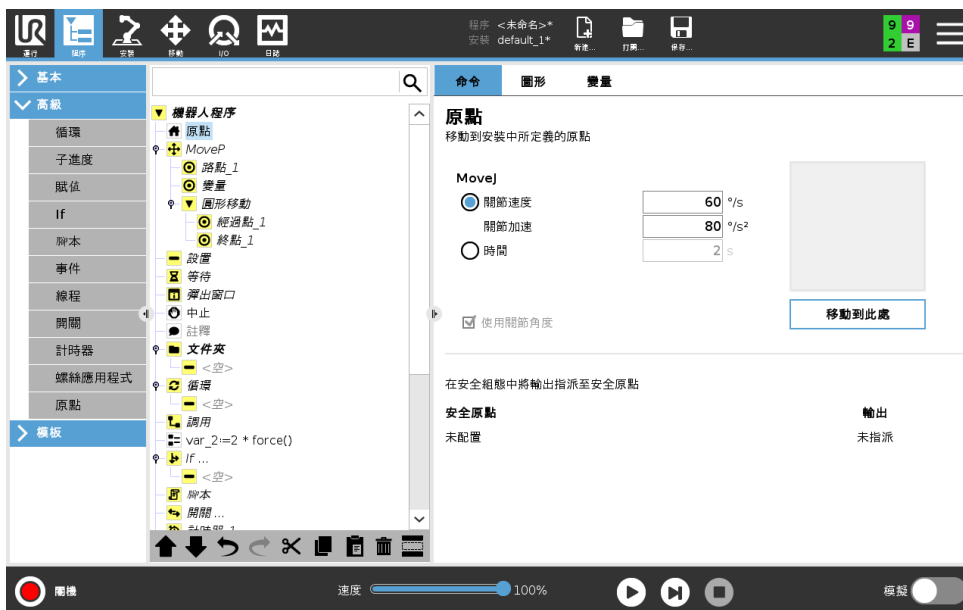 UR
運行
程序
安裝
移動
I/O
日誌
程序 <未命名>*
安裝 default_1*
新建...
打開...
保存...
9 9
2 E
基本
高級
循環
子進度
賦值
If
腳本
事件
線程
開關
計時器
螺絲應用程式
原點
模板
機器人程序
原點
MoveP
路點_1
變量
圓形移動
經過點_1
終點_1
設置
等待
彈出窗口
中止
註釋
文件夾
<空>
循環
<空>
調用
var_2≔2 * force()
If ...
<空>
腳本
開關 ...
計時器_1
命令 圖形 變量
原點
移動到安裝中所定義的原點
MoveJ
關節速度 60 °/s
關節加速 80 °/s²
時間 2 s
使用關節角度
移動到此處
在安全組態中將輸出指派至安全原點
安全原點 輸出
未配置 未指派
關機
速度 100%
模擬